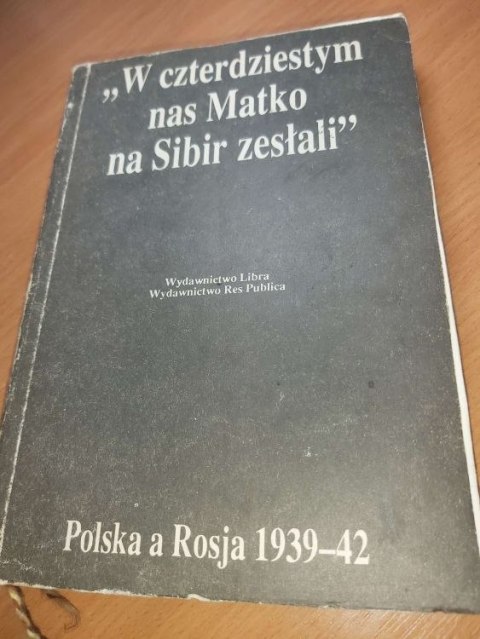 „W czterdziestym
nas Matko
na Sibir zesłali”
Wydawnictwo Libra
Wydawnictwo Res Publica
Polska a Rosja 1939–42